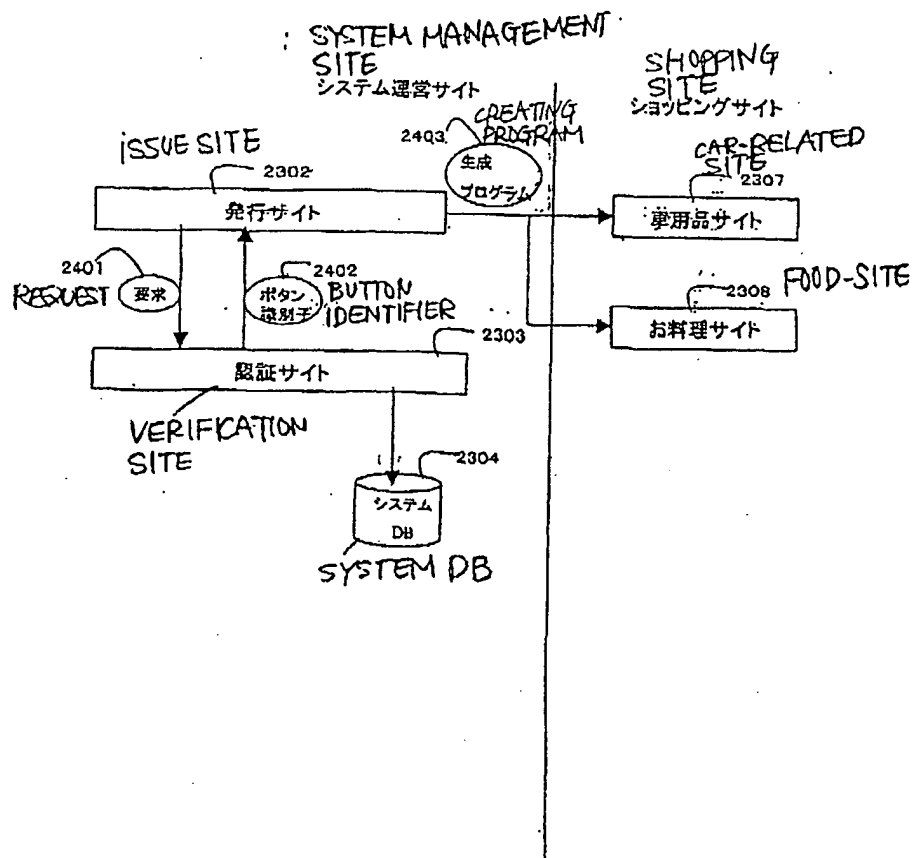 : SYSTEM MANAGEMENT
SITE
システム運営サイト
SHOPPING
SITE
ショッピングサイト
ISSUE SITE
2302
発行サイト
2403
CREATING
PROGRAM
生成
プログラム
CAR-RELATED
SITE
2307
車用品サイト
2401
REQUEST
要求
2402
ボタン
識別子
BUTTON
IDENTIFIER
2308
FOOD-SITE
お料理サイト
2303
認証サイト
VERIFICATION
SITE
2304
システム
DB
SYSTEM DB